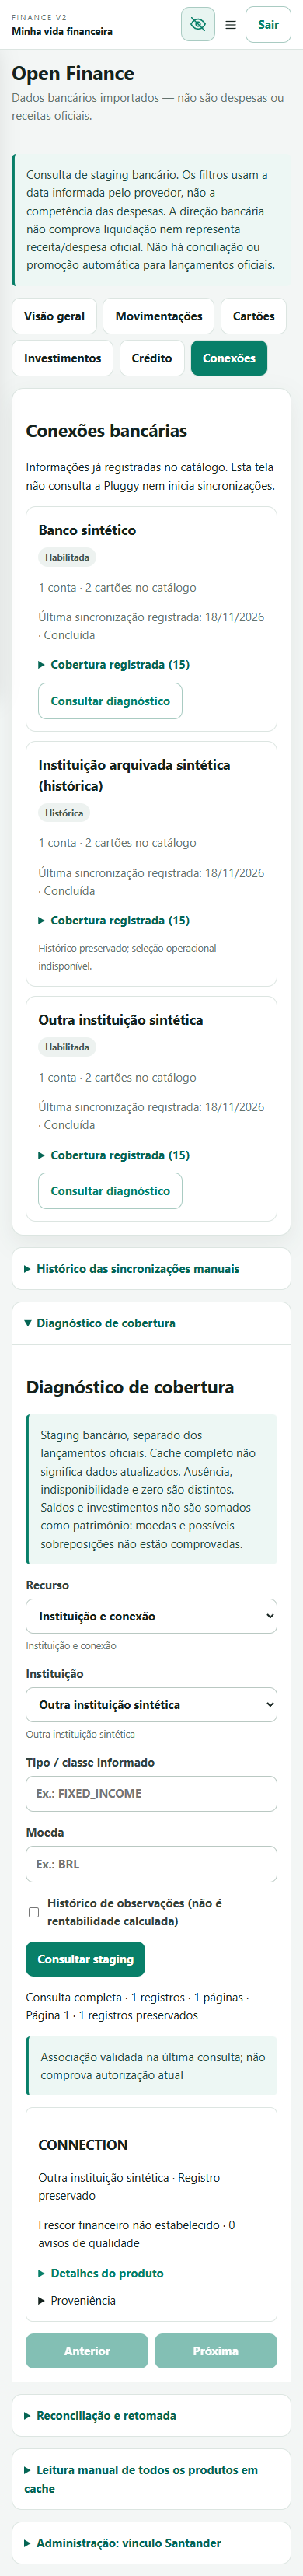 FINANCE V2
Minha vida financeira
Sair
Open Finance
Dados bancários importados — não são despesas ou
receitas oficiais.
Consulta de staging bancário. Os filtros usam a
data informada pelo provedor, não a
competência das despesas. A direção bancária
não comprova liquidação nem representa
receita/despesa oficial. Não há conciliação ou
promoção automática para lançamentos oficiais.
Visão geral
Movimentações
Cartões
Investimentos
Crédito
Conexões
Conexões bancárias
Informações já registradas no catálogo. Esta tela
não consulta a Pluggy nem inicia sincronizações.
Banco sintético
Habilitada
1 conta · 2 cartões no catálogo
Última sincronização registrada: 18/11/2026
· Concluída
Cobertura registrada (15)
Consultar diagnóstico
Instituição arquivada sintética
(histórica)
Histórica
1 conta · 2 cartões no catálogo
Última sincronização registrada: 18/11/2026
· Concluída
Cobertura registrada (15)
Histórico preservado; seleção operacional
indisponível.
Outra instituição sintética
Habilitada
1 conta · 2 cartões no catálogo
Última sincronização registrada: 18/11/2026
· Concluída
Cobertura registrada (15)
Consultar diagnóstico
Histórico das sincronizações manuais
Diagnóstico de cobertura
Diagnóstico de cobertura
Staging bancário, separado dos
lançamentos oficiais. Cache completo não
significa dados atualizados. Ausência,
indisponibilidade e zero são distintos.
Saldos e investimentos não são somados
como patrimônio: moedas e possíveis
sobreposições não estão comprovadas.
Recurso
Instituição e conexão
Instituição e conexão
Instituição
Outra instituição sintética
Outra instituição sintética
Tipo / classe informado
Ex.: FIXED_INCOME
Moeda
Ex.: BRL
Histórico de observações (não é
rentabilidade calculada)
Consultar staging
Consulta completa · 1 registros · 1 páginas ·
Página 1 · 1 registros preservados
Associação validada na última consulta; não
comprova autorização atual
CONNECTION
Outra instituição sintética · Registro
preservado
Frescor financeiro não estabelecido · 0
avisos de qualidade
Detalhes do produto
Proveniência
Anterior
Próxima
Reconciliação e retomada
Leitura manual de todos os produtos em
cache
Administração: vínculo Santander